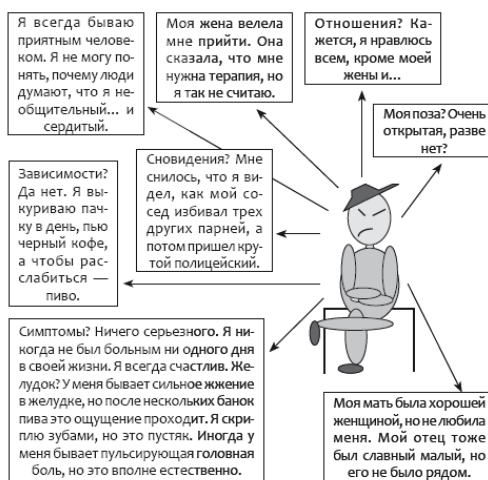 Я всегда бываю
приятным челове-
ком. Я не могу по-
нять, почему люди
думают, что я не-
общительный... и
сердитый.
Моя жена велела
мне прийти. Она
сказала, что мне
нужна терапия, но
я так не считаю.
Отношения? Ка-
жется, я нравлюсь
всем, кроме моей
жены и...
Моя поза? Очень
открытая, разве
нет?
Зависимости?
Да нет. Я вы-
куриваю пач-
ку в день, пью
черный кофе,
а чтобы рас-
слабиться —
пиво.
Сновидения? Мне
снилось, что я ви-
дел, как мой со-
сед избивал трех
других парней, а
потом пришел кру-
той полицейский.
Симптомы? Ничего серьезного. Я ни-
когда не был больным ни одного дня
в своей жизни. Я всегда счастлив. Же-
лудок? У меня бывает сильное жжение
в желудке, но после нескольких банок
пива это ощущение проходит. Я скри-
плю зубами, но это пустяк. Иногда у
меня бывает пульсирующая головная
боль, но это вполне естественно.
Моя мать была хорошей
женщиной, но не любила
меня. Мой отец тоже
был славный малый, но
его не было рядом.